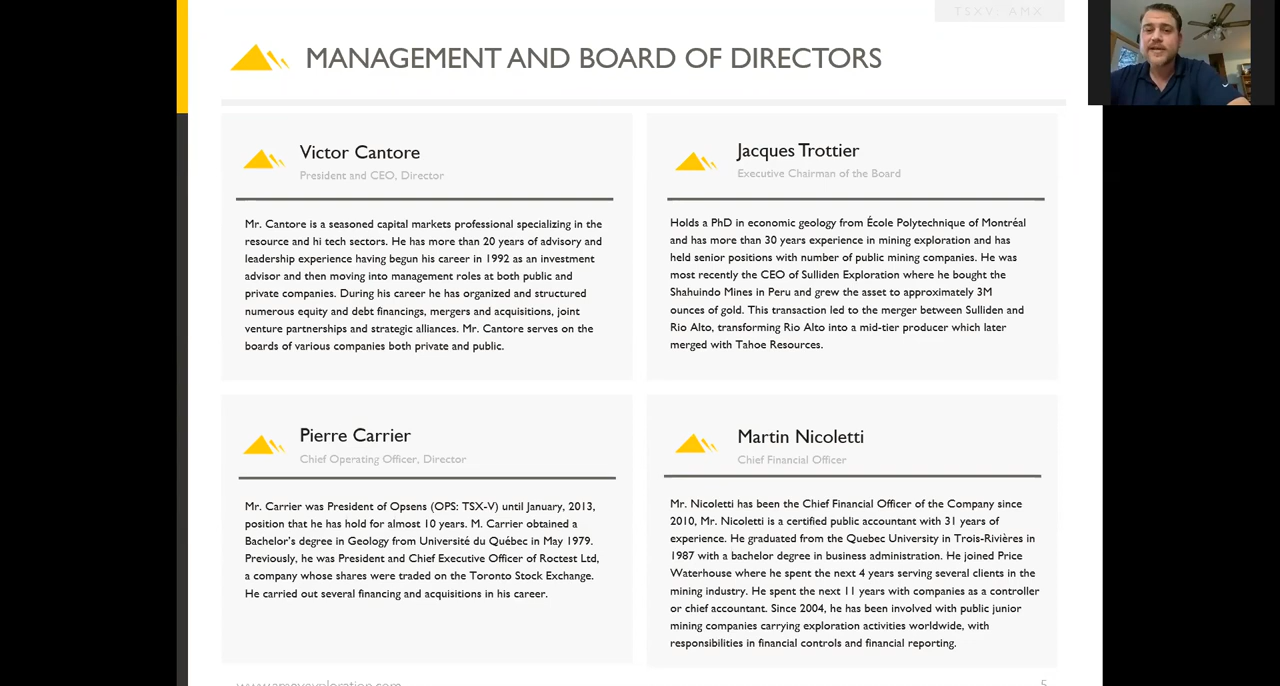 TSXV: AMX
MANAGEMENT AND BOARD OF DIRECTORS
Victor Cantore
President and CEO, Director
Mr. Cantore is a seasoned capital markets professional specializing in the
resource and hi tech sectors. He has more than 20 years of advisory and
leadership experience having begun his career in 1992 as an investment
advisor and then moving into management roles at both public and
private companies. During his career he has organized and structured
numerous equity and debt financings, mergers and acquisitions, joint
venture partnerships and strategic alliances. Mr. Cantore serves on the
boards of various companies both private and public.
Jacques Trottier
Executive Chairman of the Board
Holds a PhD in economic geology from École Polytechnique of Montréal
and has more than 30 years experience in mining exploration and has
held senior positions with number of public mining companies. He was
most recently the CEO of Sulliden Exploration where he bought the
Shahuindo Mines in Peru and grew the asset to approximately 3M
ounces of gold. This transaction led to the merger between Sulliden and
Rio Alto, transforming Rio Alto into a mid-tier producer which later
merged with Tahoe Resources.
Pierre Carrier
Chief Operating Officer, Director
Mr. Carrier was President of Opsens (OPS: TSX-V) until January, 2013,
position that he has hold for almost 10 years. M. Carrier obtained a
Bachelor's degree in Geology from Université du Québec in May 1979.
Previously, he was President and Chief Executive Officer of Roctest Ltd,
a company whose shares were traded on the Toronto Stock Exchange.
He carried out several financing and acquisitions in his career.
Martin Nicoletti
Chief Financial Officer
Mr. Nicoletti has been the Chief Financial Officer of the Company since
2010, Mr. Nicoletti is a certified public accountant with 31 years of
experience. He graduated from the Quebec University in Trois-Rivières in
1987 with a bachelor degree in business administration. He joined Price
Waterhouse where he spent the next 4 years serving several clients in the
mining industry. He spent the next 11 years with companies as a controller
or chief accountant. Since 2004, he has been involved with public junior
mining companies carrying exploration activities worldwide, with
responsibilities in financial controls and financial reporting.
www.amexexploration.com
5